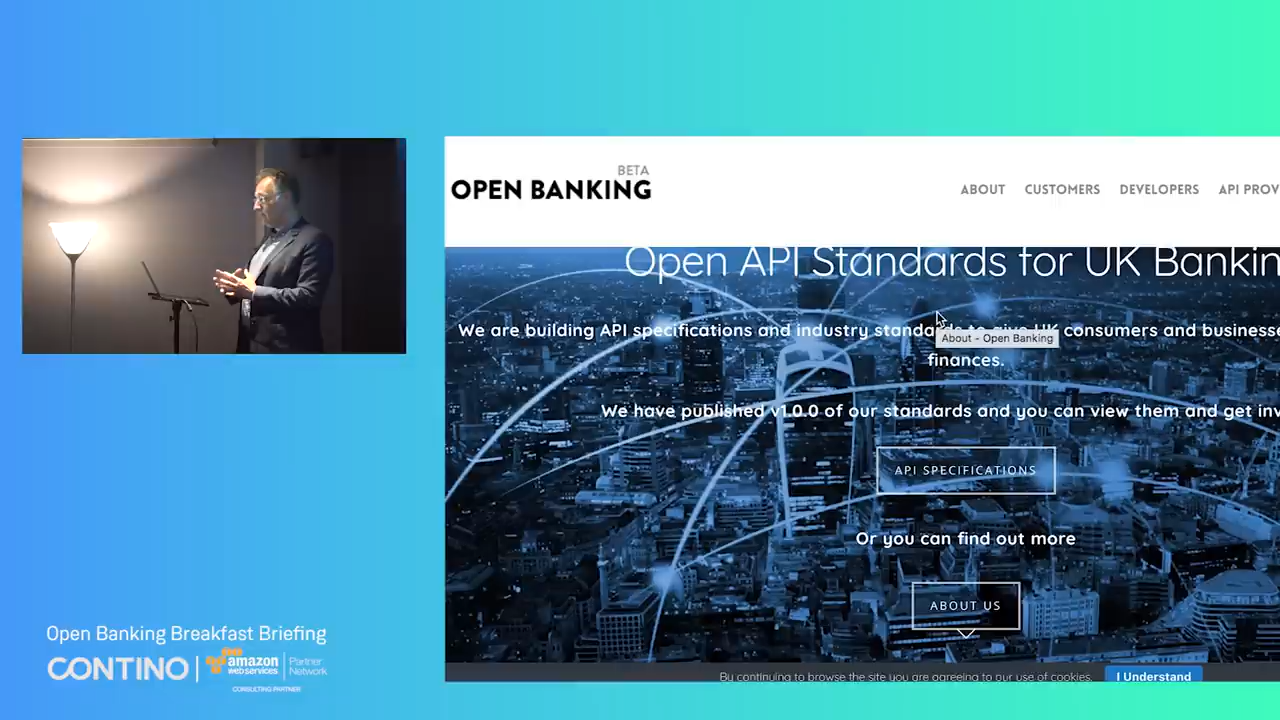 BETA
OPEN BANKING
ABOUT CUSTOMERS DEVELOPERS API PROV
Open API Standards for UK Bankin
We are building API specifications and industry standards to give UK consumers and businesse
About - Open Banking
finances.
We have published v1.0.0 of our standards and you can view them and get inv
API SPECIFICATIONS
Or you can find out more
ABOUT US
By continuing to browse the site you are agreeing to our use of cookies. I Understand
Open Banking Breakfast Briefing
CONTINO
amazon
webservices
Partner
Network
CONSULTING PARTNER